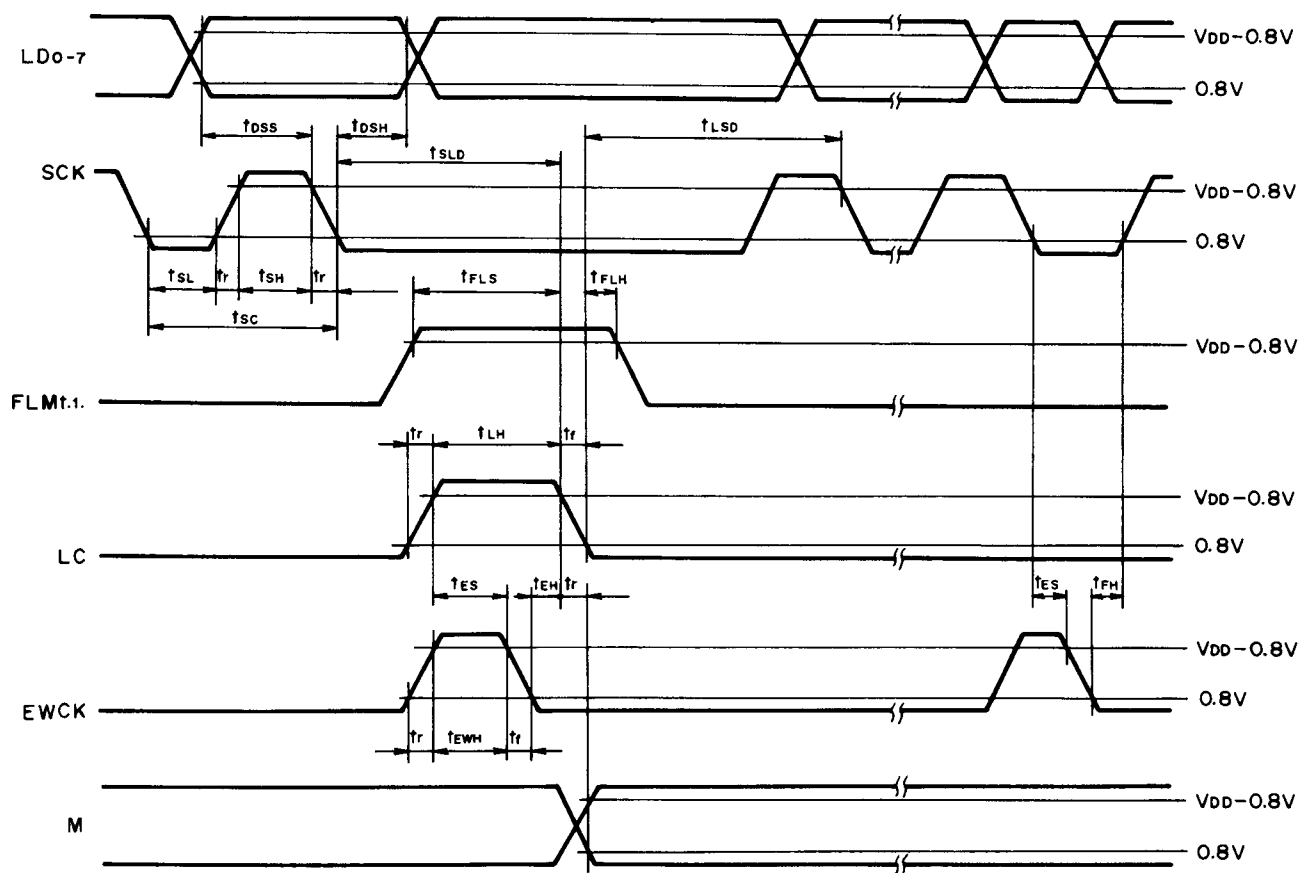 LD0-7
VDD-0.8V
0.8V
tDSS
tDSH
tSLD
tLSD
SCK
VDD-0.8V
0.8V
tSL
tr
tSH
tr
tFLS
tFLH
tSC
VDD-0.8V
FLMt.1.
tr
tLH
tf
VDD-0.8V
LC
0.8V
tES
tEH
tr
tES
tFH
VDD-0.8V
EWCK
0.8V
tr
tEWH
tf
VDD-0.8V
M
0.8V